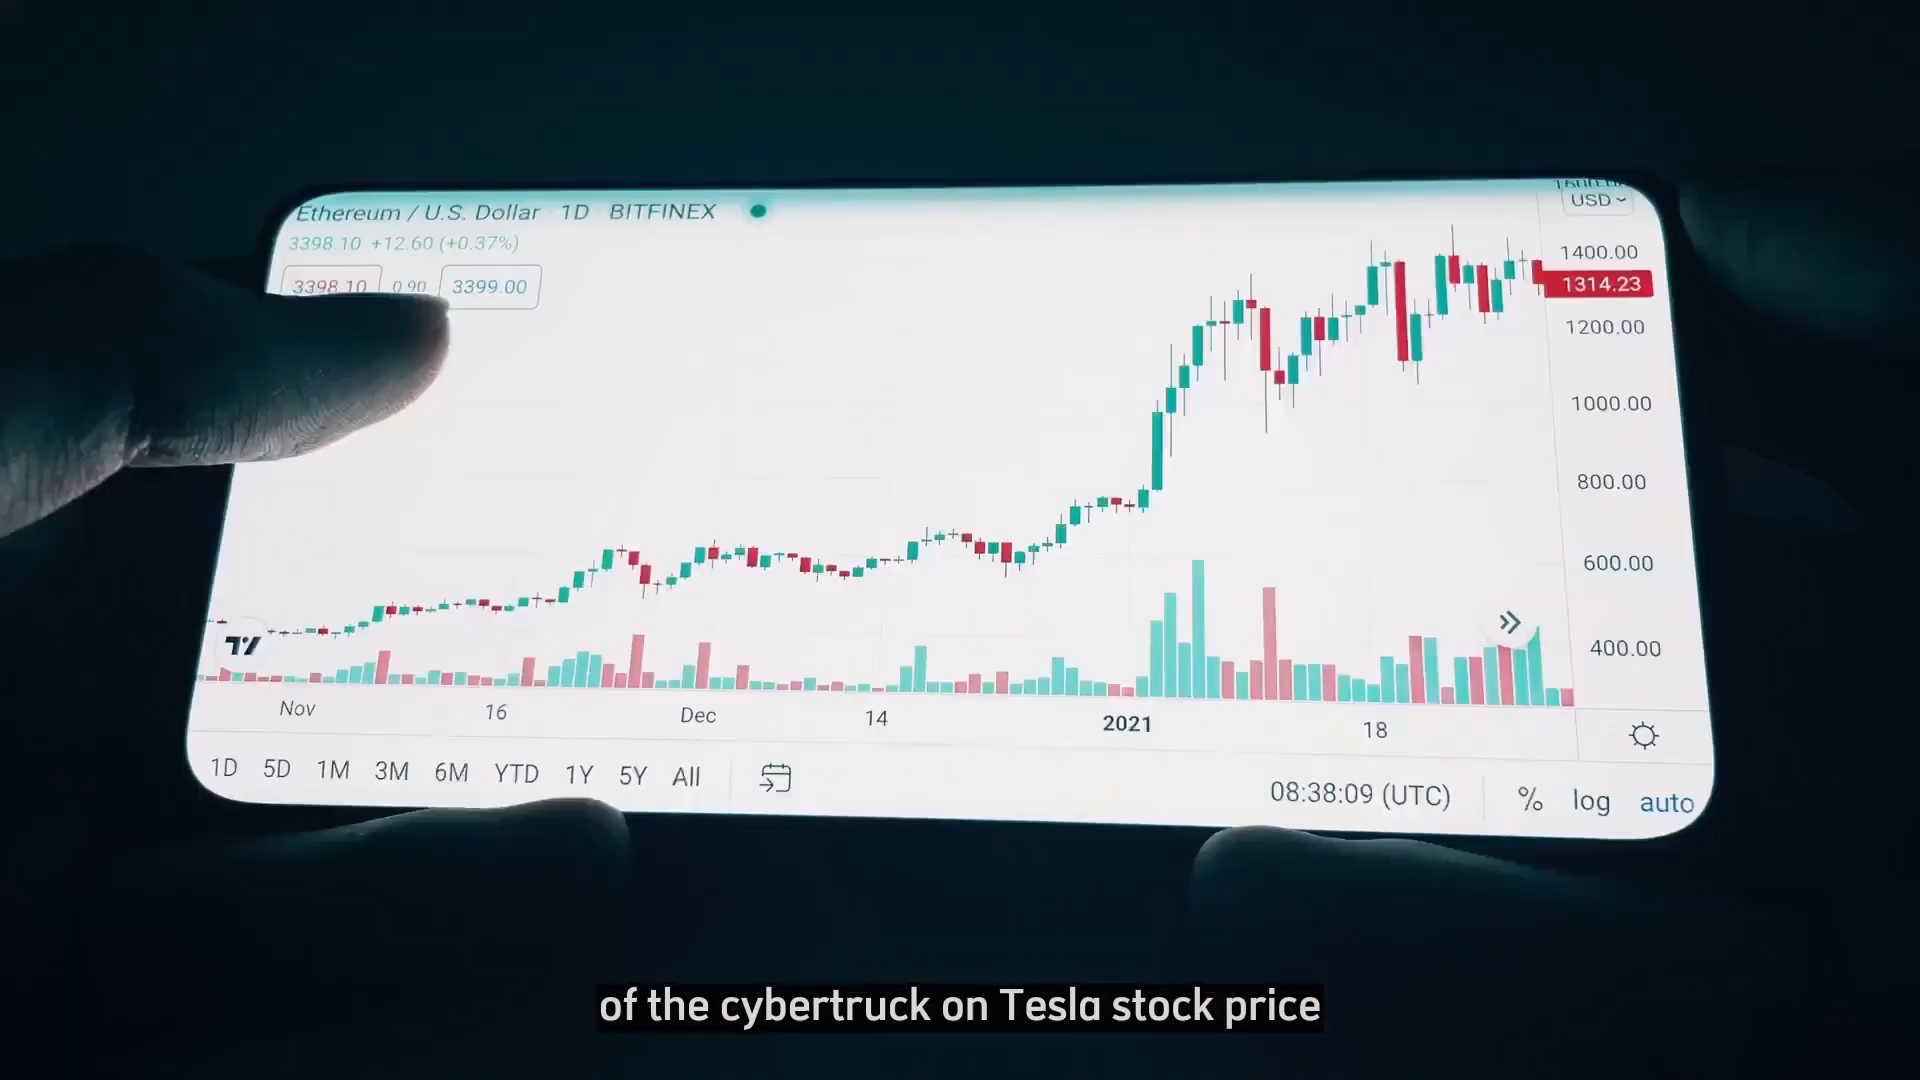 Ethereum / U.S. Dollar 1D BITFINEX
USD
3398.10 +12.60 (+0.37%)
3398.10 0.90 3399.00
1400.00
1314.23
1200.00
1000.00
800.00
600.00
400.00
Nov 16 Dec 14 2021 18
1D 5D 1M 3M 6M YTD 1Y 5Y All
08:38:09 (UTC) % log auto
of the cybertruck on Tesla stock price